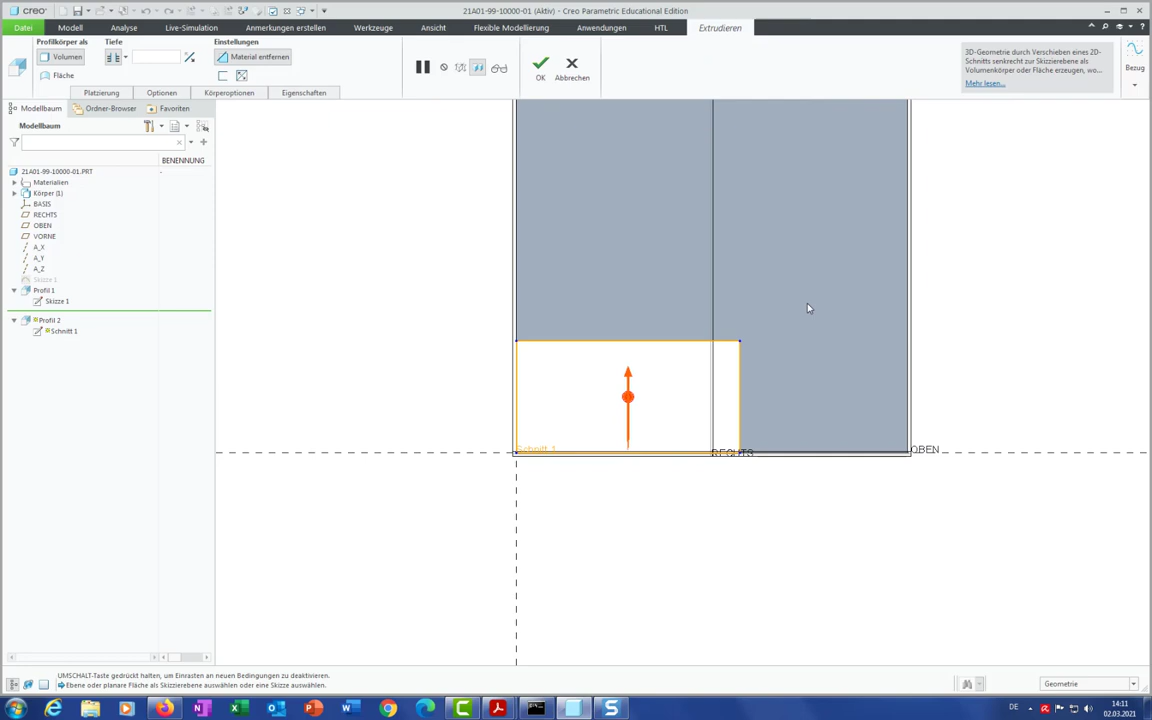 creo
21A01-99-10000-01 (Aktiv) - Creo Parametric Educational Edition
Datei Modell Analyse Live-Simulation Anmerkungen erstellen Werkzeuge Ansicht Flexible Modellierung Anwendungen HTL Extrudieren
Profilkörper als Tiefe Einstellungen
Volumen Material entfernen
Fläche
OK Abbrechen
3D-Geometrie durch Verschieben eines 2D-
Schnitts senkrecht zur Skizzierebene als
Volumenkörper oder Fläche erzeugen, wo...
Mehr lesen...
Bezug
Platzierung Optionen Körperoptionen Eigenschaften
Modellbaum Ordner-Browser Favoriten
Modellbaum
BENENNUNG
21A01-99-10000-01.PRT -
Materialien
Körper (1)
BASIS
RECHTS
OBEN
VORNE
A_X
A_Y
A_Z
Skizze 1
Profil 1
Skizze 1
Profil 2
Schnitt 1
Schnitt 1
RECHTS
OBEN
UMSCHALT-Taste gedrückt halten, um Einrasten an neuen Bedingungen zu deaktivieren.
Ebene oder planare Fläche als Skizzierebene auswählen oder eine Skizze auswählen.
Geometrie
DE
14:11
02.03.2021